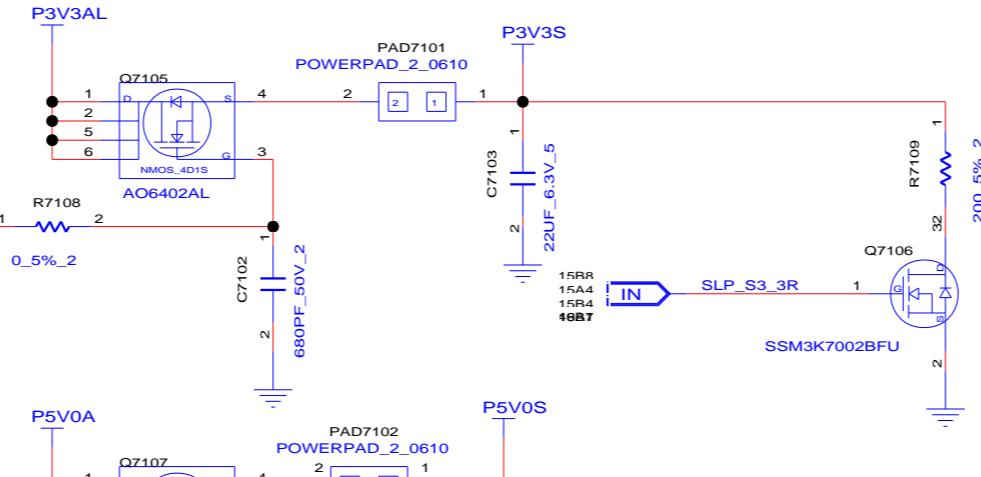 P3V3AL
P3V3S
PAD7101
POWERPAD_2_0610
Q7105
1
D
S
4
2
2
1
1
2
5
6
G
3
NMOS_4D1S
AO6402AL
1
C7103
22UF_6.3V_5
2
1
R7109
200_5%_2
32
R7108
1
2
0_5%_2
1
C7102
680PF_50V_2
2
Q7106
15B8
15A4
15B4
IN
SLP_S3_3R
1
G
D
S
SSM3K7002BFU
2
P5V0A
P5V0S
PAD7102
POWERPAD_2_0610
Q7107
2
1
1